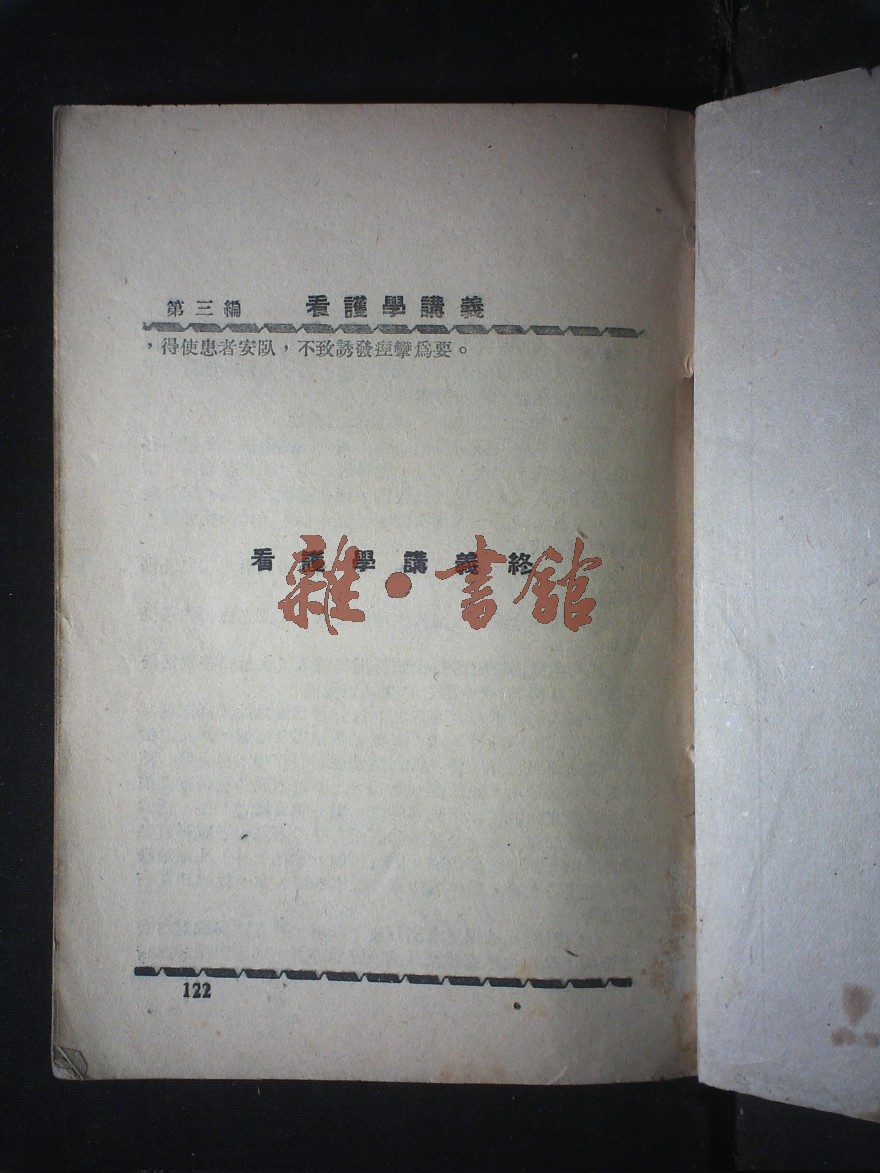 第三編 看護學講義
，得使患者安臥，不致誘發痙攣爲要。
看護學講義終
雜·書館
122